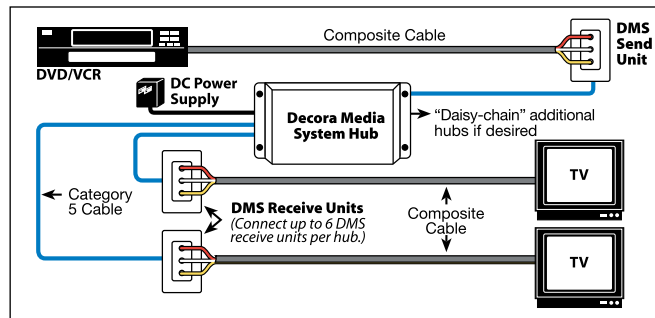 Composite Cable
DMS
Send
Unit
DVD/VCR
DC Power
Supply
Decora Media
System Hub
“Daisy-chain” additional
hubs if desired
TV
Category
5 Cable
DMS Receive Units
(Connect up to 6 DMS
receive units per hub.)
Composite
Cable
TV